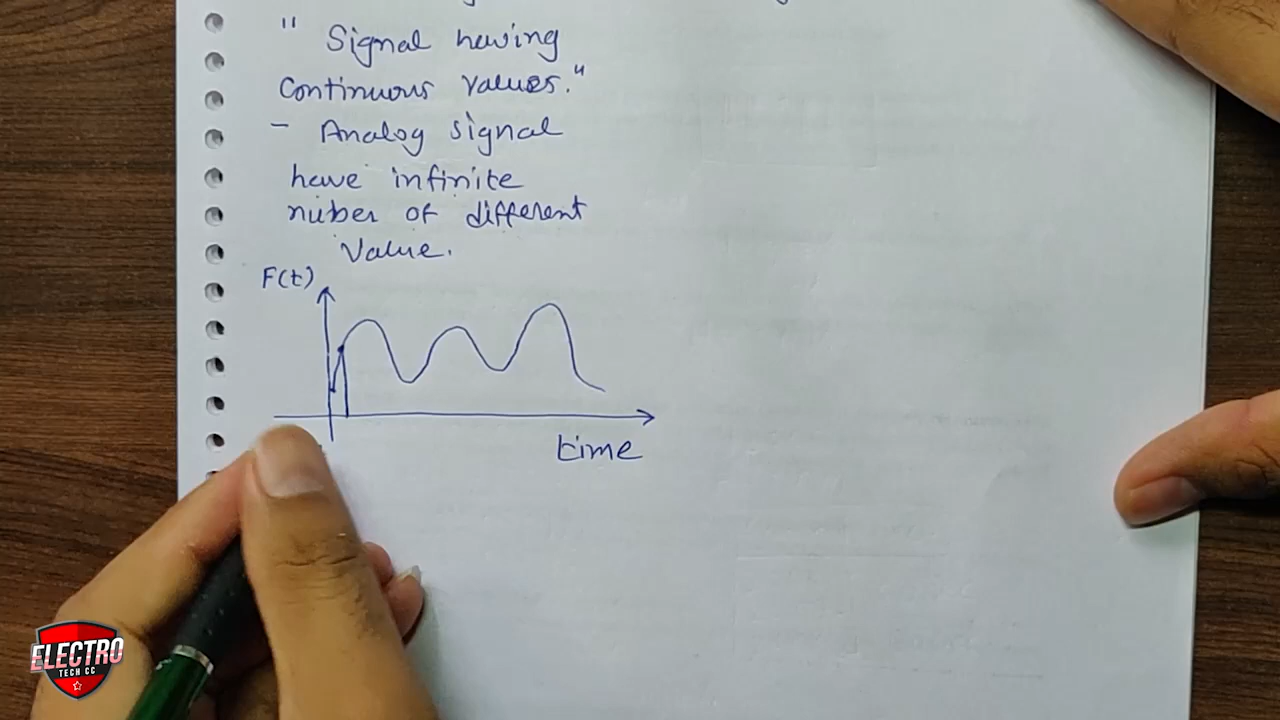 " Signal having
Continuous values."
- Analog signal
have infinite
nuber of different
Value.
F(t)
time
ELECTRO
TECH CC